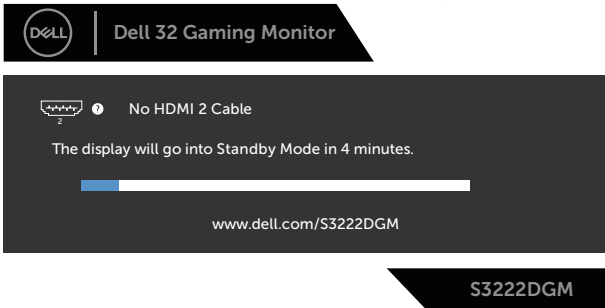 DELL
Dell 32 Gaming Monitor
? No HDMI 2 Cable
2
The display will go into Standby Mode in 4 minutes.
www.dell.com/S3222DGM
S3222DGM